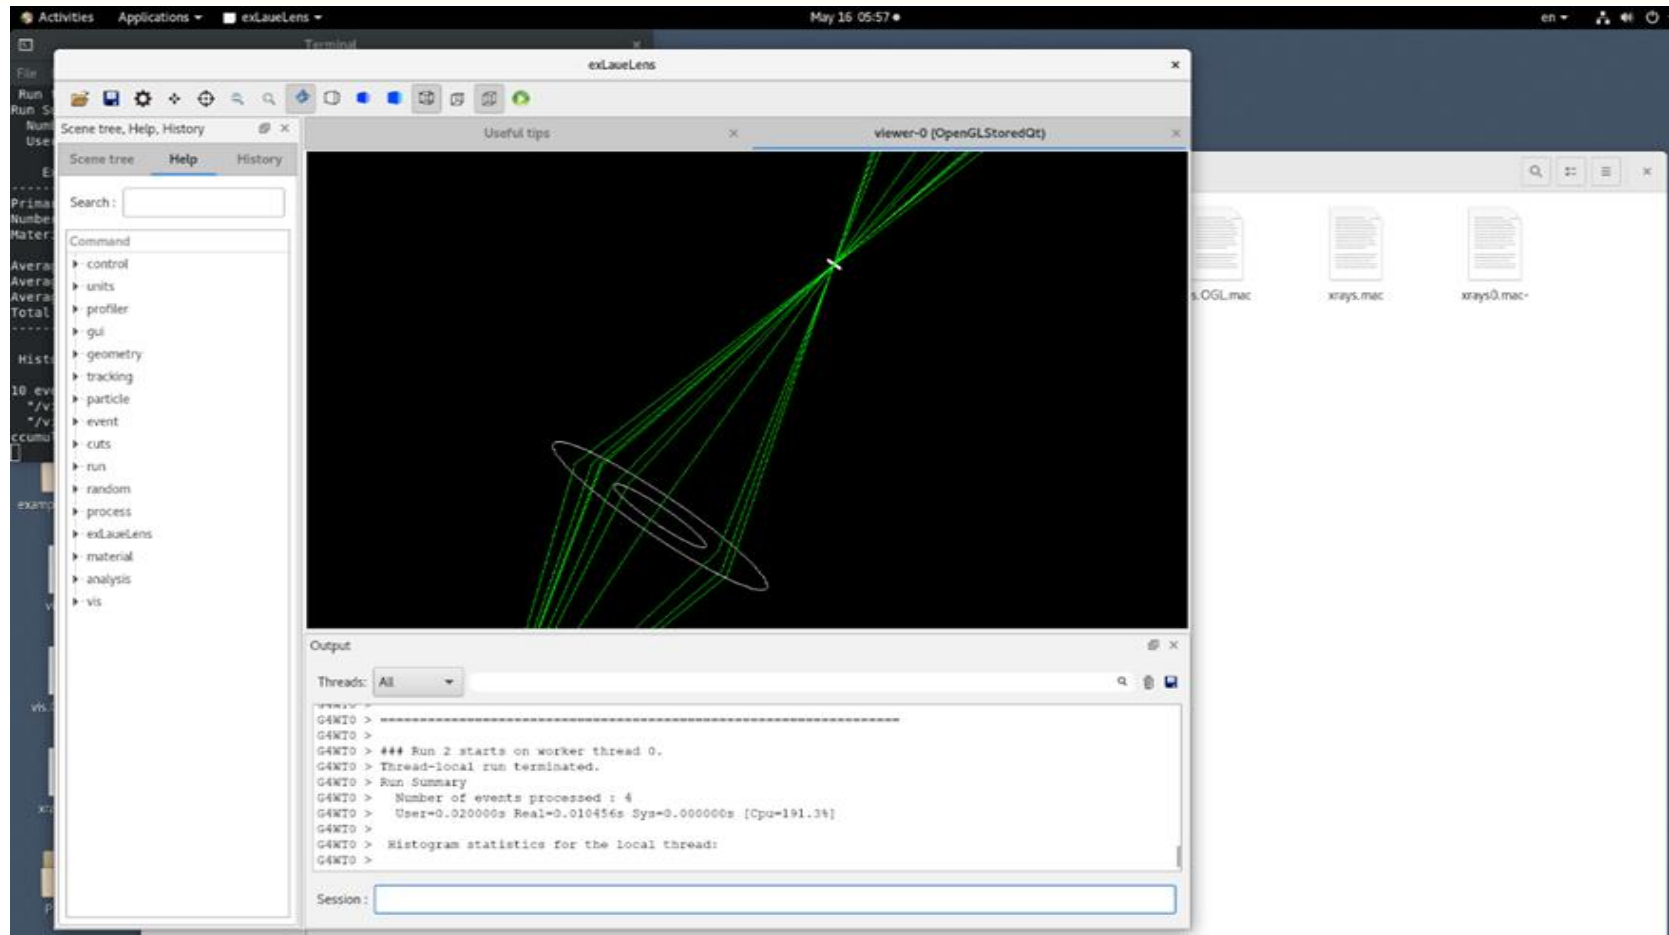 Activities Applications exLaueLens May 16 05:57 en
Terminal
File
exLaueLens
Run
Run
Scene tree, Help, History
Useful tips
viewer-0 (OpenGLStoredQt)
Scene tree Help History
Search :
Command
control
units
profiler
gui
geometry
tracking
particle
event
cuts
run
random
process
exLaueLens
material
analysis
vis
Total
10
s.OGL.mac xrays.mac xrays0.mac~
Output
Threads: All
G4WT0 > ===================================================================
G4WT0 >
G4WT0 > ### Run 2 starts on worker thread 0.
G4WT0 > Thread-local run terminated.
G4WT0 > Run Summary
G4WT0 > Number of events processed : 4
G4WT0 > User=0.020000s Real=0.010456s Sys=0.000000s [Cpu=191.3%]
G4WT0 >
G4WT0 > Histogram statistics for the local thread:
G4WT0 >
Session :